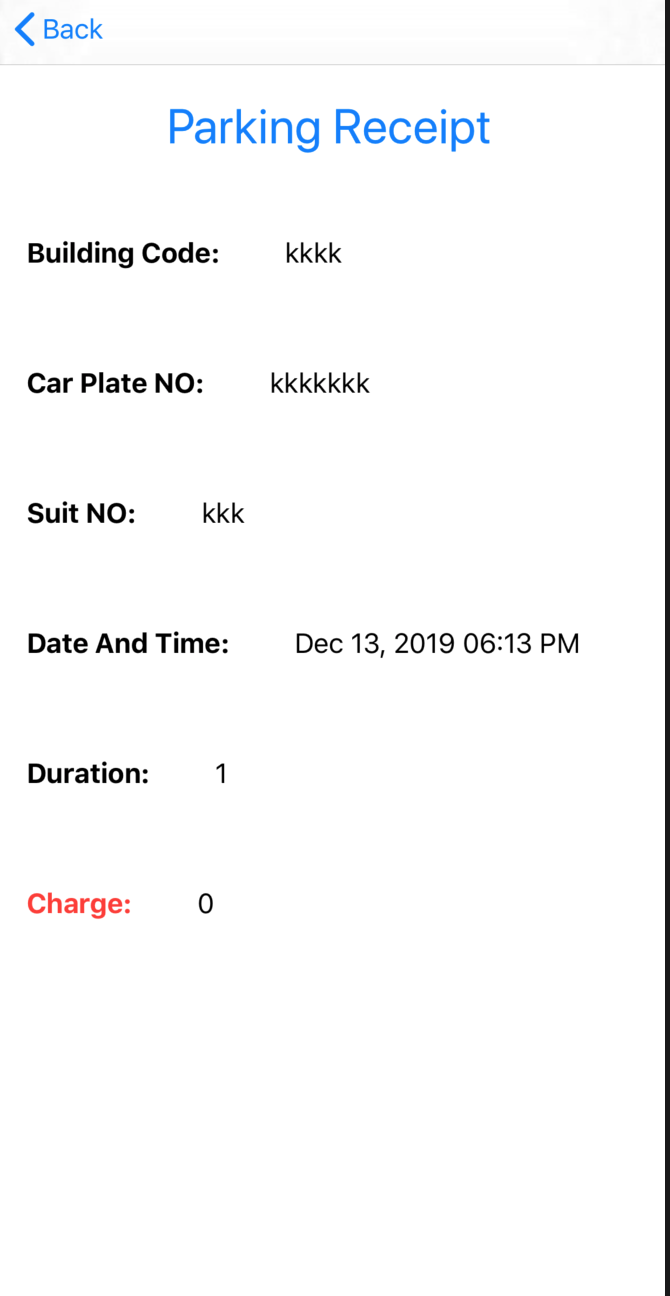 Back
Parking Receipt
Building Code: kkkk
Car Plate NO: kkkkkkk
Suit NO: kkk
Date And Time: Dec 13, 2019 06:13 PM
Duration: 1
Charge: 0